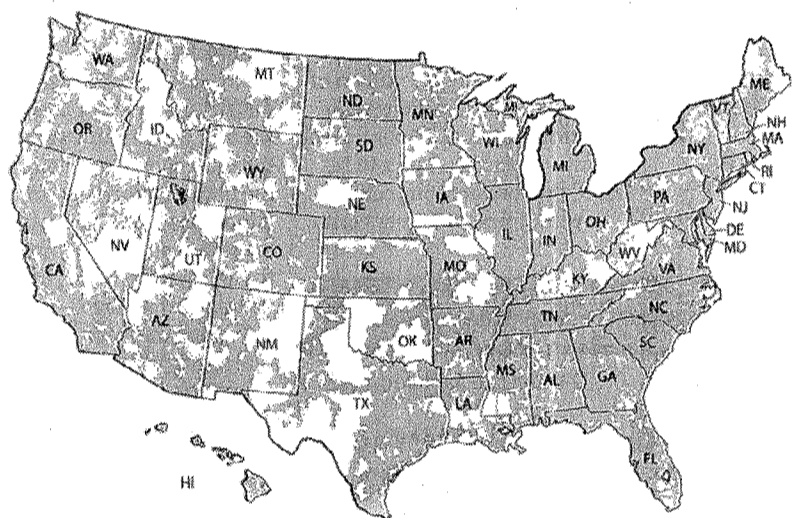 WA
MT
ND
MN
ME
OR
ID
SD
WI
MI
VT
NH
MA
WY
MI
NY
RI
CT
NE
IA
PA
NJ
NV
UT
CO
IL
IN
OH
WV
DE
MD
CA
KS
MO
KY
VA
AZ
NM
OK
AR
TN
NC
SC
MS
AL
GA
TX
LA
FL
HI